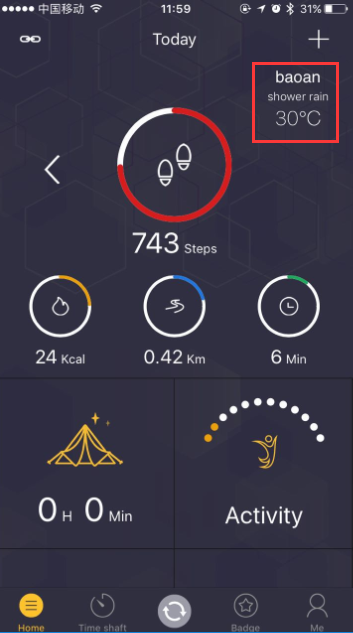 中国移动
11:59
31%
Today
baoan
shower rain
30°C
743 Steps
24 Kcal
0.42 Km
6 Min
0 H 0 Min
Activity
Home
Time shaft
Badge
Me